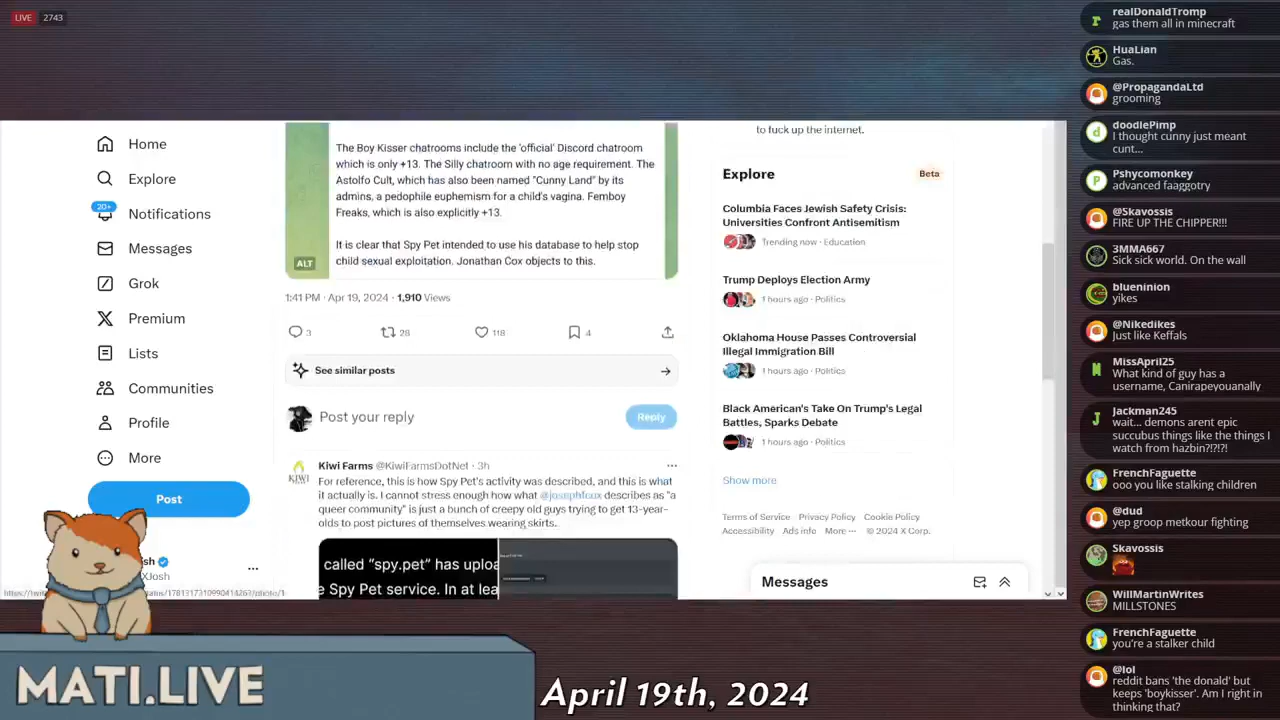 LIVE 2743
The Boy Kisser chatrooms include the 'official' Discord chatroom
which is only +13. The Silly chatroom with no age requirement. The
Astolfo Cult, which has also been named "Cunny Land" by its
admins, a pedophile euphemism for a child's vagina. Femboy
Freaks, which is also explicitly +13.
It is clear that Spy Pet intended to use his database to help stop
child sexual exploitation. Jonathan Cox objects to this.
ALT
1:41 PM · Apr 19, 2024 · 1,910 Views
3 28 118 4
See similar posts
Post your reply
Reply
Kiwi Farms @KiwiFarmsDotNet · 3h
For reference, this is how Spy Pet's activity was described, and this is what
it actually is. I cannot stress enough how what @josephfcox describes as "a
queer community" is just a bunch of creepy old guys trying to get 13-year-
olds to post pictures of themselves wearing skirts.
called "spy.pet" has uploa
e Spy Pet service. In at lea
Home
Explore
20+
Notifications
Messages
Grok
Premium
Lists
Communities
Profile
More
Post
sh
Josh
to fuck up the internet.
Explore
Beta
Columbia Faces Jewish Safety Crisis:
Universities Confront Antisemitism
Trending now · Education
Trump Deploys Election Army
1 hours ago · Politics
Oklahoma House Passes Controversial
Illegal Immigration Bill
1 hours ago · Politics
Black American's Take On Trump's Legal
Battles, Sparks Debate
1 hours ago · Politics
Show more
Terms of Service Privacy Policy Cookie Policy
Accessibility Ads info More ··· © 2024 X Corp.
Messages
realDonaldTromp
gas them all in minecraft
HuaLian
Gas.
@PropagandaLtd
grooming
doodlePimp
I thought cunny just meant
cunt...
Pshycomonkey
advanced faaggotry
@Skavossis
FIRE UP THE CHIPPER!!!
3MMA667
Sick sick world. On the wall
blueninion
yikes
@Nikedikes
Just like Keffals
MissApril25
What kind of guy has a
username, Canirapeyouanally
Jackman245
wait... demons arent epic
succubus things like the things I
watch from hentai?!?!?!
FrenchFaguette
ooo you like stalking children
@dud
yep groomressiour fighting
Skavossis
WillMartinWrites
MILLSTONES
FrenchFaguette
you're a stalker child
@lol
reddit bans 'the donald' but
keeps 'boykisser'. Am I right in
thinking that?
MATI.LIVE
April 19th, 2024